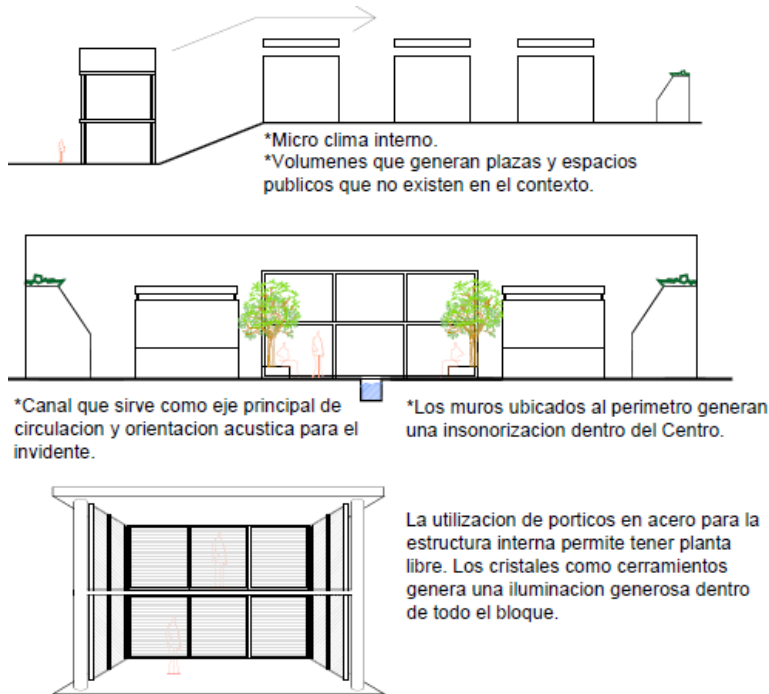 *Micro clima interno.
*Volumenes que generan plazas y espacios
publicos que no existen en el contexto.
*Canal que sirve como eje principal de
circulacion y orientacion acustica para el
invidente.
*Los muros ubicados al perimetro generan
una insonorizacion dentro del Centro.
La utilizacion de porticos en acero para la
estructura interna permite tener planta
libre. Los cristales como cerramientos
genera una iluminacion generosa dentro
de todo el bloque.